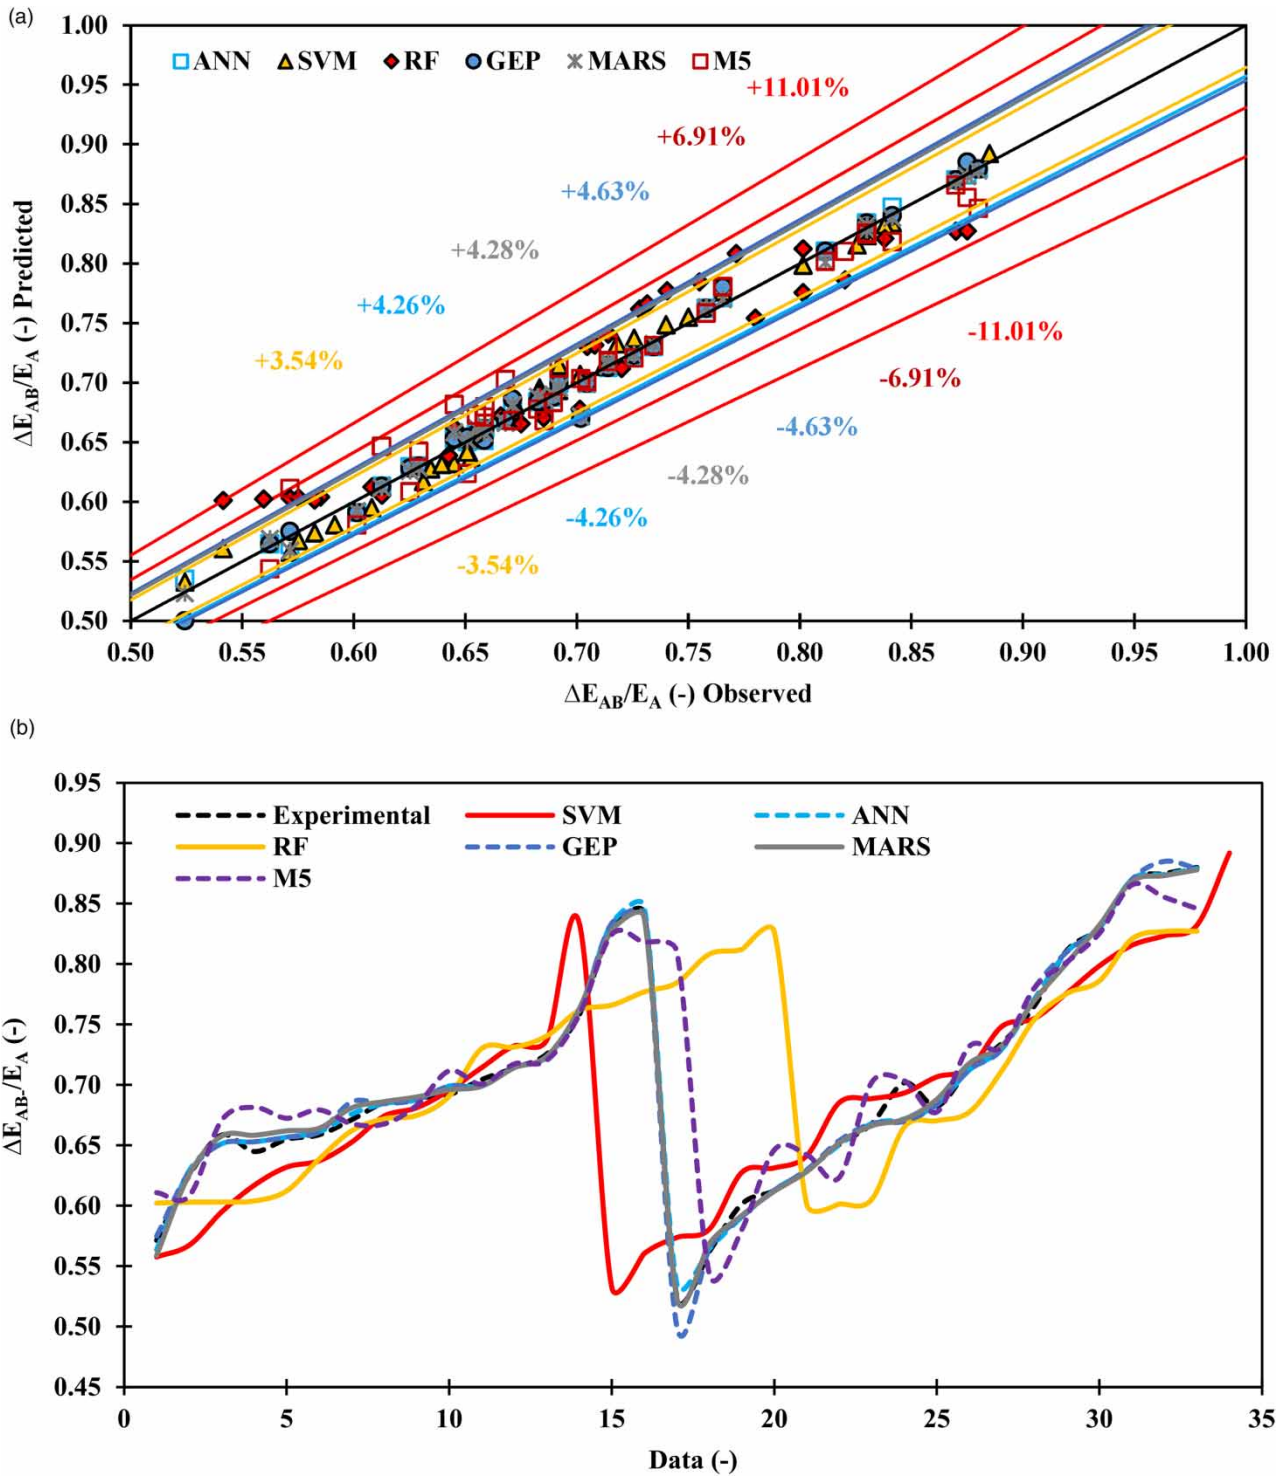 (a)
ΔE_AB/E_A (-) Predicted
1.00
0.95
0.90
0.85
0.80
0.75
0.70
0.65
0.60
0.55
0.50
ANN SVM RF GEP MARS M5
+11.01%
+6.91%
+4.63%
+4.28%
+4.26%
+3.54%
-11.01%
-6.91%
-4.63%
-4.28%
-4.26%
-3.54%
0.50 0.55 0.60 0.65 0.70 0.75 0.80 0.85 0.90 0.95 1.00
ΔE_AB/E_A (-) Observed
(b)
ΔE_AB-/E_A (-)
0.95
0.90
0.85
0.80
0.75
0.70
0.65
0.60
0.55
0.50
0.45
Experimental SVM ANN
RF GEP MARS
M5
0 5 10 15 20 25 30 35
Data (-)